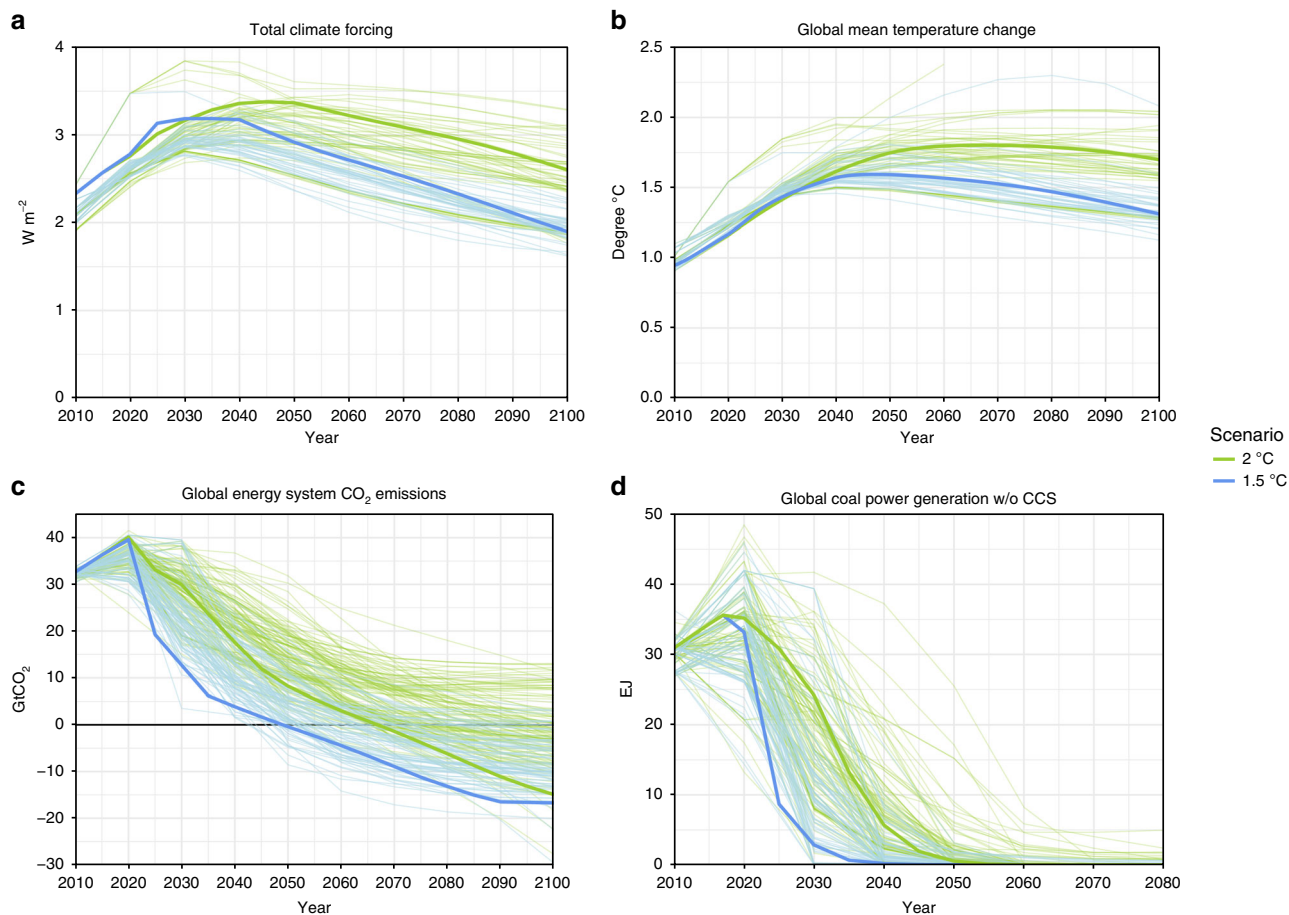 a
Total climate forcing
4
3
2
1
0
W m⁻²
2010 2020 2030 2040 2050 2060 2070 2080 2090 2100
Year
b
Global mean temperature change
2.5
2.0
1.5
1.0
0.5
0.0
Degree °C
2010 2020 2030 2040 2050 2060 2070 2080 2090 2100
Year
Scenario
2 °C
1.5 °C
c
Global energy system CO₂ emissions
40
30
20
10
0
−10
−20
−30
GtCO₂
2010 2020 2030 2040 2050 2060 2070 2080 2090 2100
Year
d
Global coal power generation w/o CCS
50
40
30
20
10
0
EJ
2010 2020 2030 2040 2050 2060 2070 2080
Year